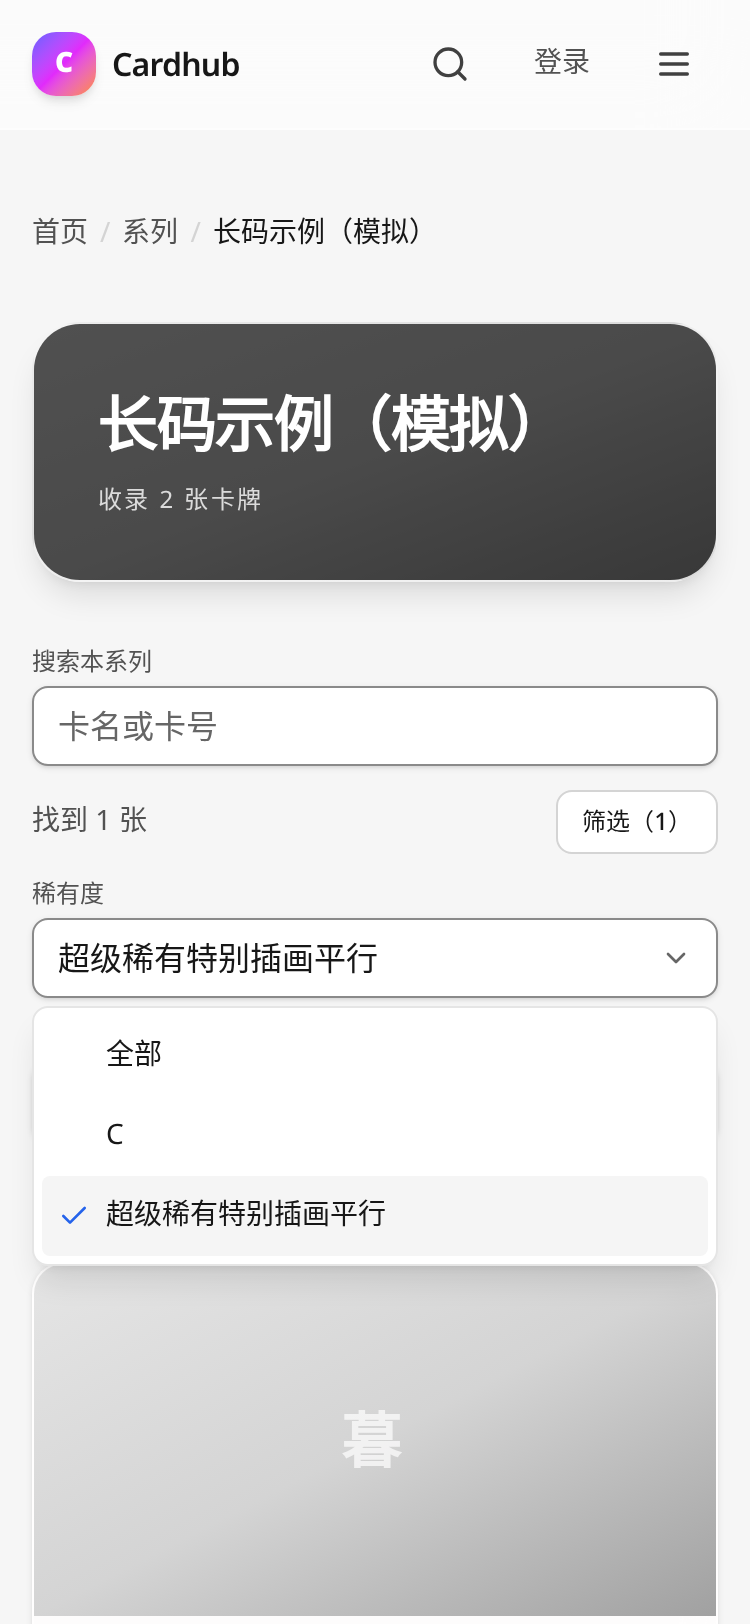 C Cardhub 登录
首页 / 系列 / 长码示例（模拟）
长码示例（模拟）
收录 2 张卡牌
搜索本系列
卡名或卡号
找到 1 张 筛选（1）
稀有度
超级稀有特别插画平行
全部
C
超级稀有特别插画平行
暮